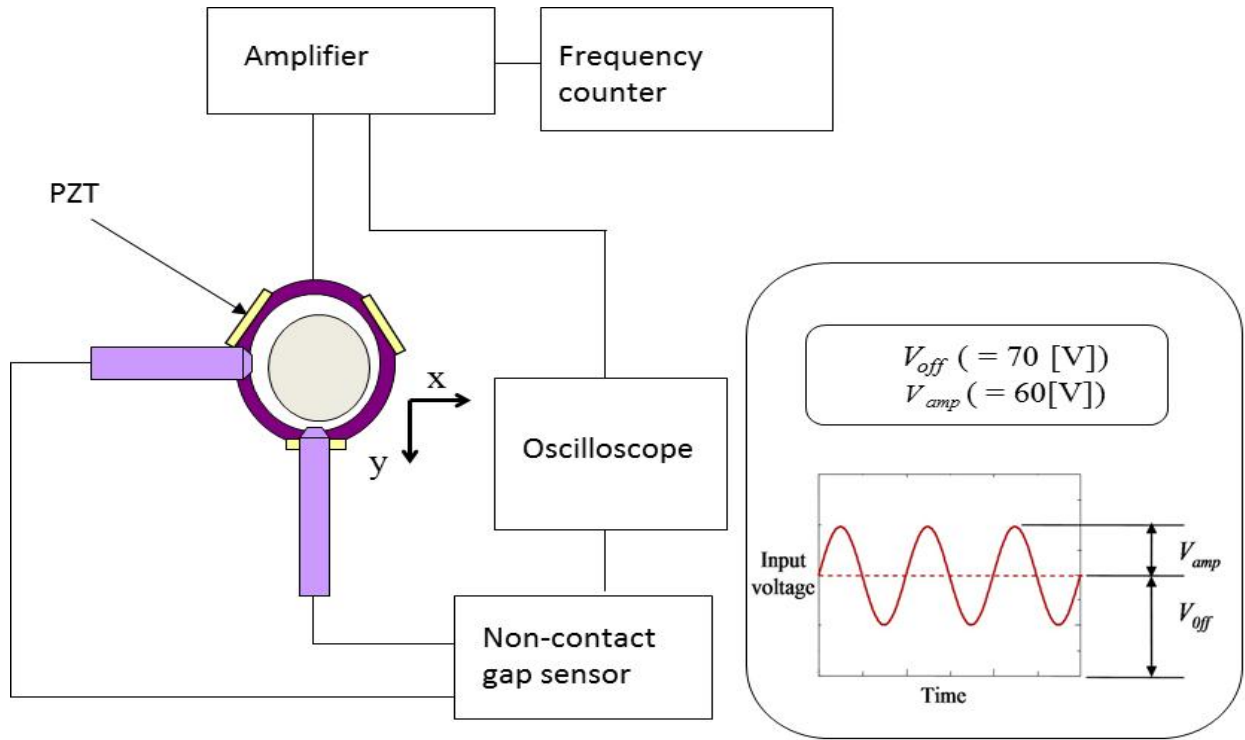 Amplifier
Frequency
counter
PZT
x
y
Oscilloscope
Non-contact
gap sensor
V_off ( = 70 [V])
V_amp ( = 60[V])
Input
voltage
V_amp
V_0ff
Time